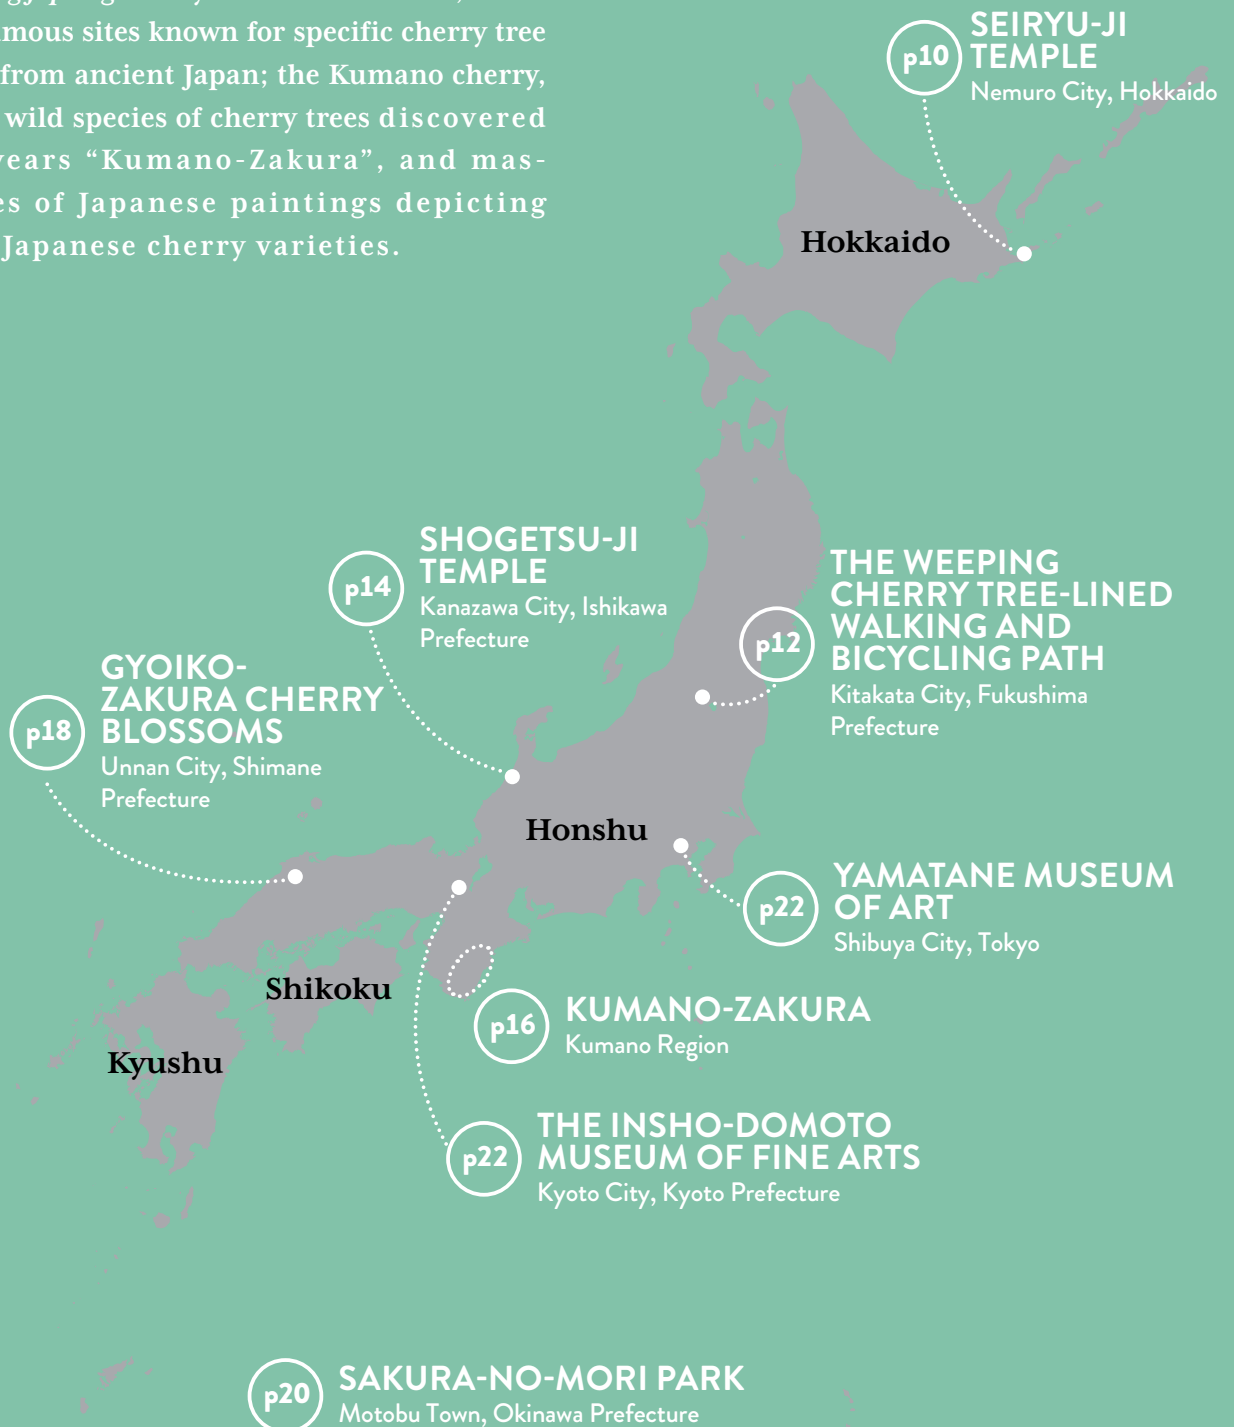 amous sites known for specific cherry tree
from ancient Japan; the Kumano cherry,
wild species of cherry trees discovered
years “Kumano-Zakura”, and mas-
es of Japanese paintings depicting
Japanese cherry varieties.
p10
SEIRYU-JI
TEMPLE
Nemuro City, Hokkaido
Hokkaido
p14
SHOGETSU-JI
TEMPLE
Kanazawa City, Ishikawa
Prefecture
p12
THE WEEPING
CHERRY TREE-LINED
WALKING AND
BICYCLING PATH
Kitakata City, Fukushima
Prefecture
p18
GYOIKO-
ZAKURA CHERRY
BLOSSOMS
Unnan City, Shimane
Prefecture
Honshu
p22
YAMATANE MUSEUM
OF ART
Shibuya City, Tokyo
Shikoku
p16
KUMANO-ZAKURA
Kumano Region
Kyushu
p22
THE INSHO-DOMOTO
MUSEUM OF FINE ARTS
Kyoto City, Kyoto Prefecture
p20
SAKURA-NO-MORI PARK
Motobu Town, Okinawa Prefecture